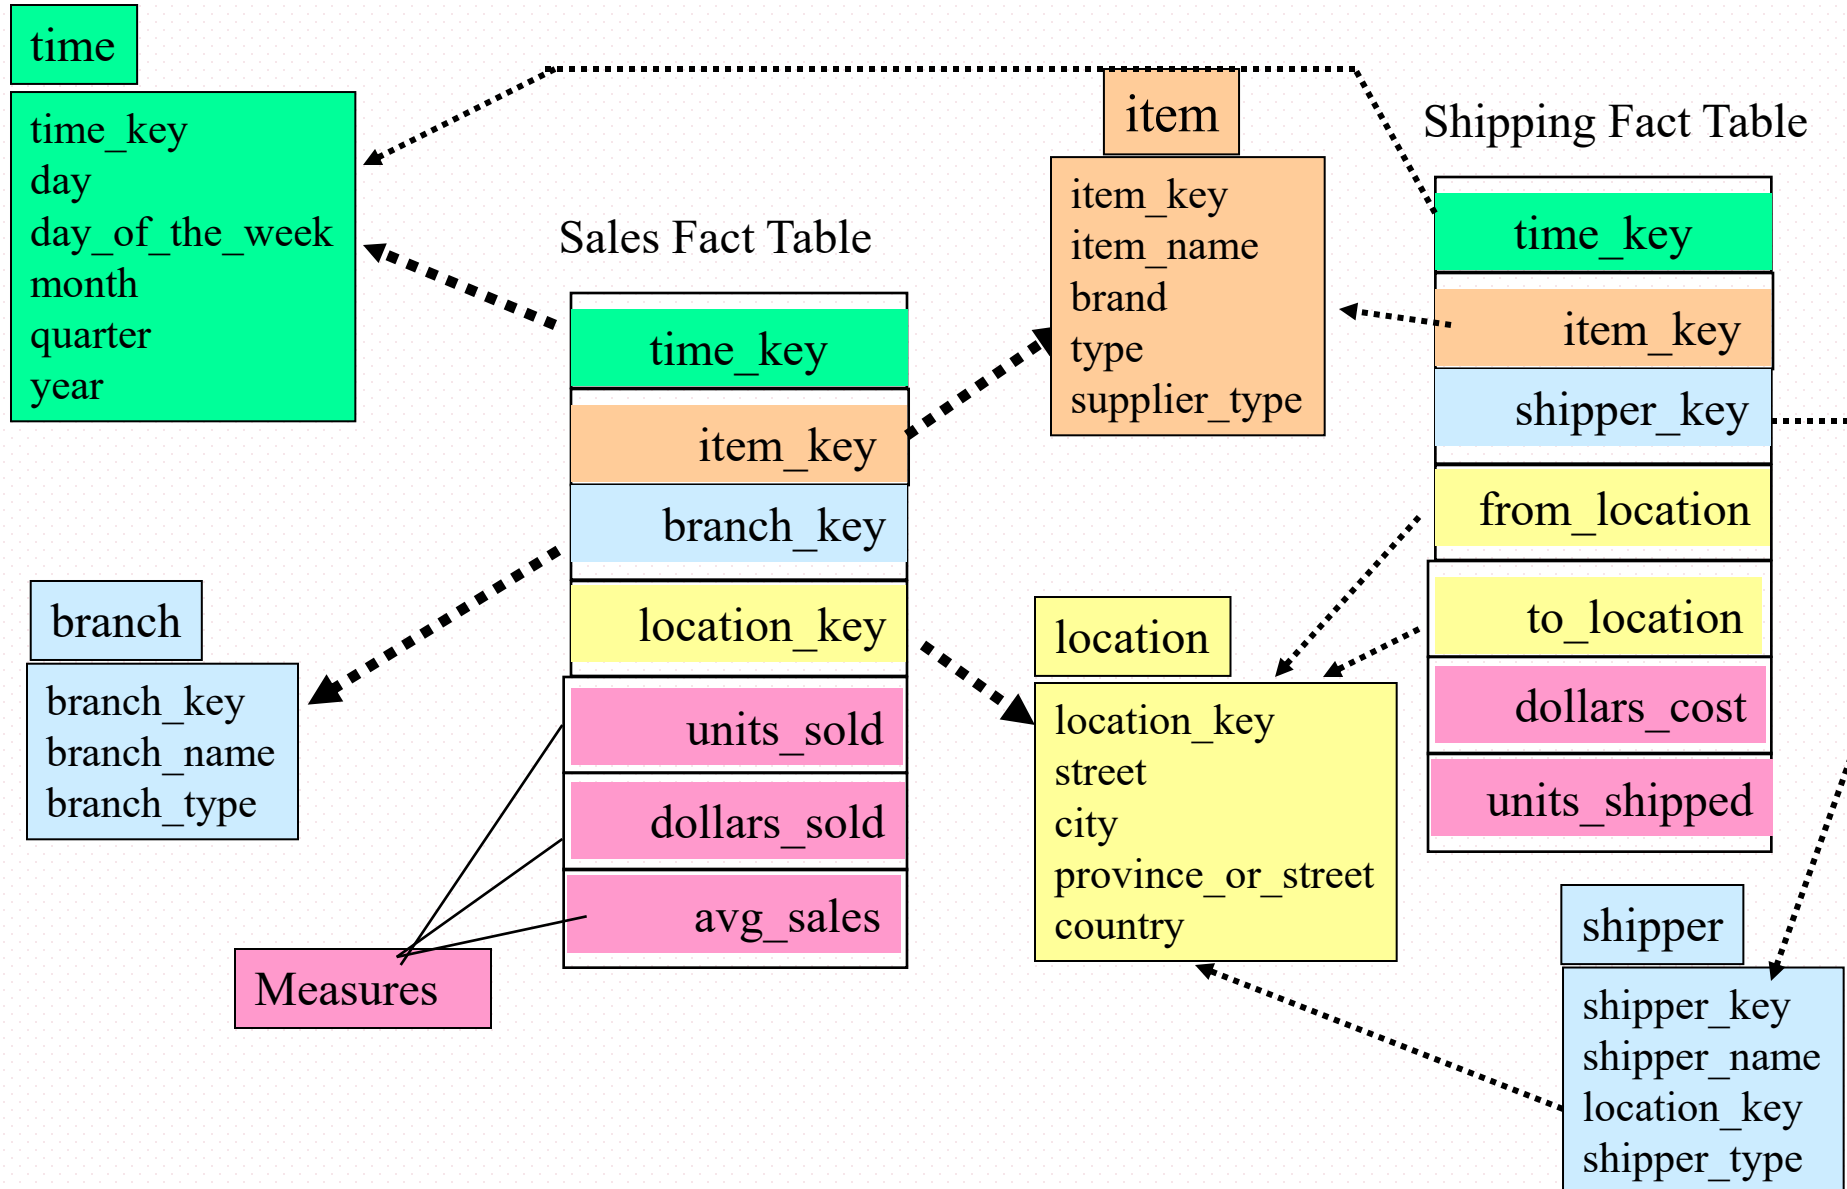 time
time_key
day
day_of_the_week
month
quarter
year
Sales Fact Table
time_key
item_key
branch_key
location_key
units_sold
dollars_sold
avg_sales
Measures
branch
branch_key
branch_name
branch_type
item
item_key
item_name
brand
type
supplier_type
location
location_key
street
city
province_or_street
country
Shipping Fact Table
time_key
item_key
shipper_key
from_location
to_location
dollars_cost
units_shipped
shipper
shipper_key
shipper_name
location_key
shipper_type